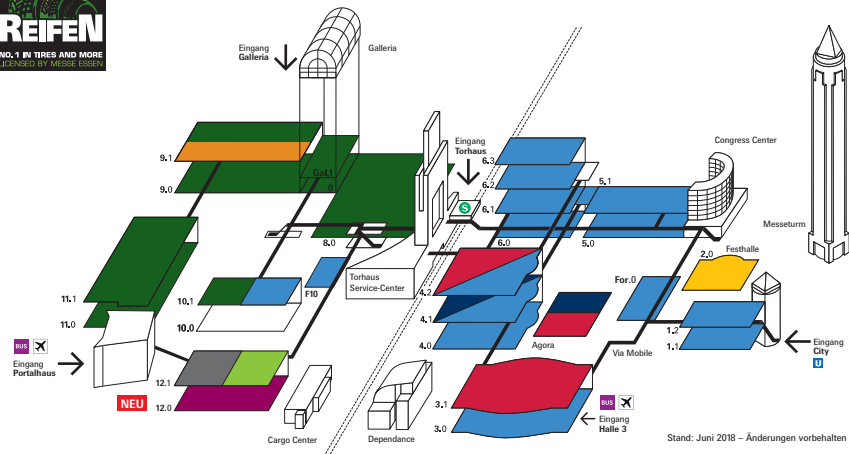 REIFEN
NO. 1 IN TIRES AND MORE
LICENSED BY MESSE ESSEN
Eingang
Galleria
Galleria
Eingang
Torhaus
Congress Center
Messeturm
9.1
9.0
Gal.1
0
8.0
S
6.3
6.2
6.1
6.0
5.1
5.0
Festhalle
2.0
For.0
11.1
11.0
10.1
10.0
F10
Torhaus
Service-Center
4.2
4.1
4.0
Agora
Via Mobile
1.2
1.1
Eingang
City
U
BUS
Eingang
Portalhaus
NEU
12.1
12.0
Cargo Center
Dependance
3.1
3.0
BUS
Eingang
Halle 3
Stand: Juni 2018 – Änderungen vorbehalten